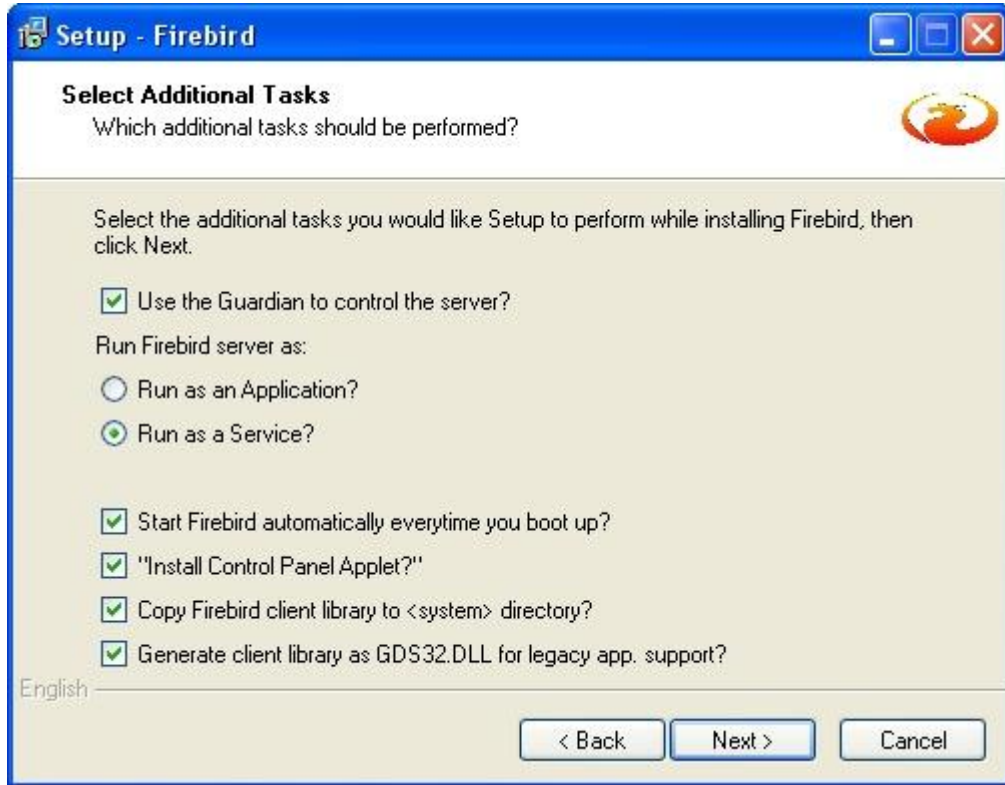 Setup - Firebird
Select Additional Tasks
Which additional tasks should be performed?
Select the additional tasks you would like Setup to perform while installing Firebird, then
click Next.
Use the Guardian to control the server?
Run Firebird server as:
Run as an Application?
Run as a Service?
Start Firebird automatically everytime you boot up?
"Install Control Panel Applet?"
Copy Firebird client library to <system> directory?
Generate client library as GDS32.DLL for legacy app. support?
English
< Back Next > Cancel